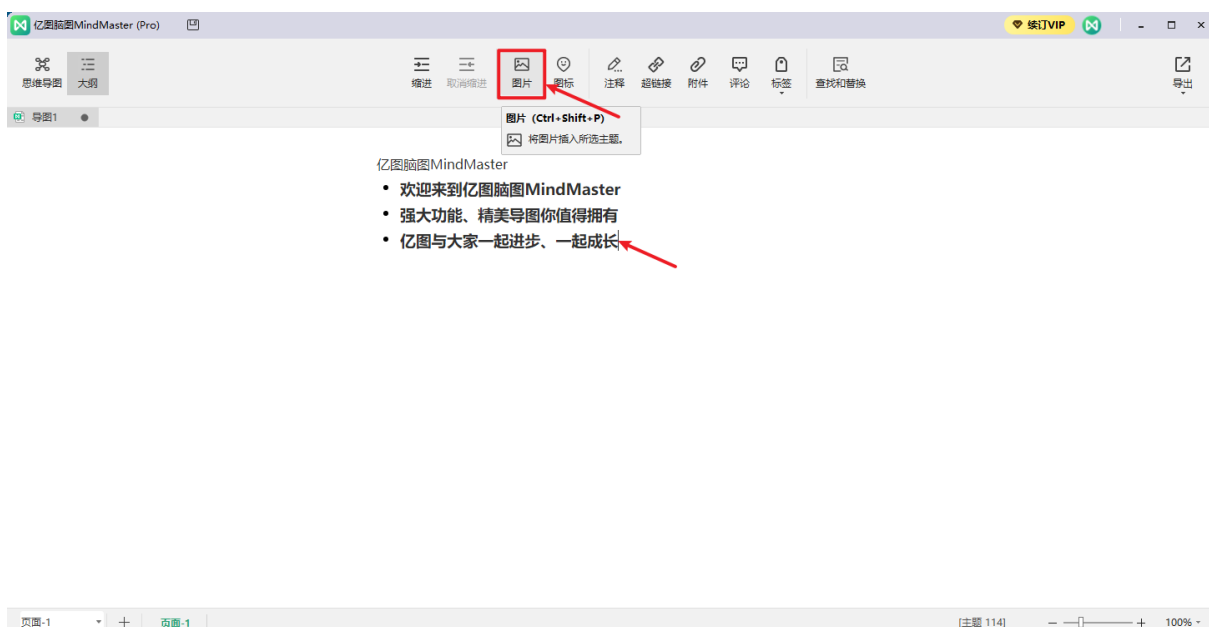 亿图脑图MindMaster (Pro)
续订VIP
思维导图 大纲 缩进 取消缩进 图片 图标 注释 超链接 附件 评论 标签 查找和替换 导出
导图1
图片 (Ctrl+Shift+P)
将图片插入所选主题。
亿图脑图MindMaster
• 欢迎来到亿图脑图MindMaster
• 强大功能、精美导图你值得拥有
• 亿图与大家一起进步、一起成长
页面-1 页面-1 [主题 114] 100%